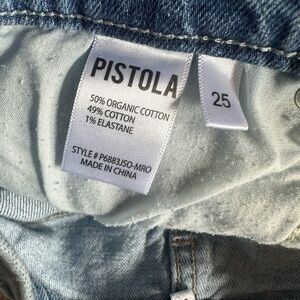 PISTOLA
50% ORGANIC COTTON
49% COTTON
1% ELASTANE
STYLE # P6883JSO-MRO
MADE IN CHINA
25